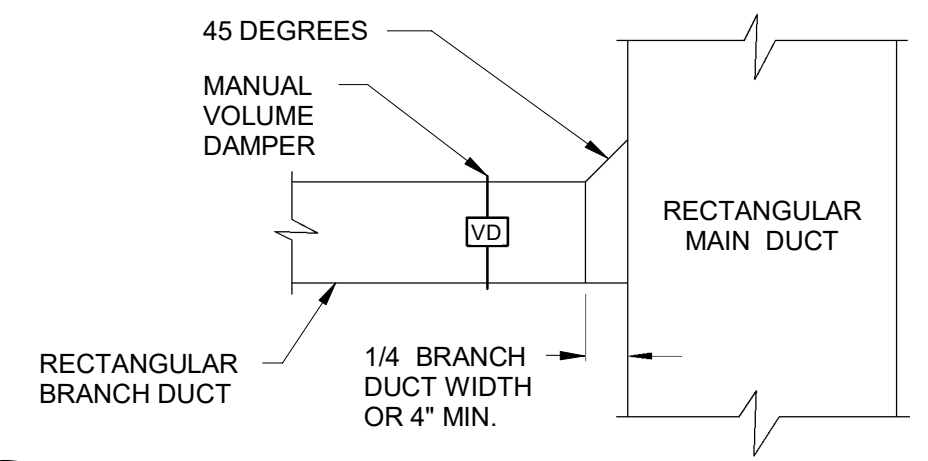 45 DEGREES
MANUAL
VOLUME
DAMPER
VD
RECTANGULAR
MAIN DUCT
RECTANGULAR
BRANCH DUCT
1/4 BRANCH
DUCT WIDTH
OR 4" MIN.